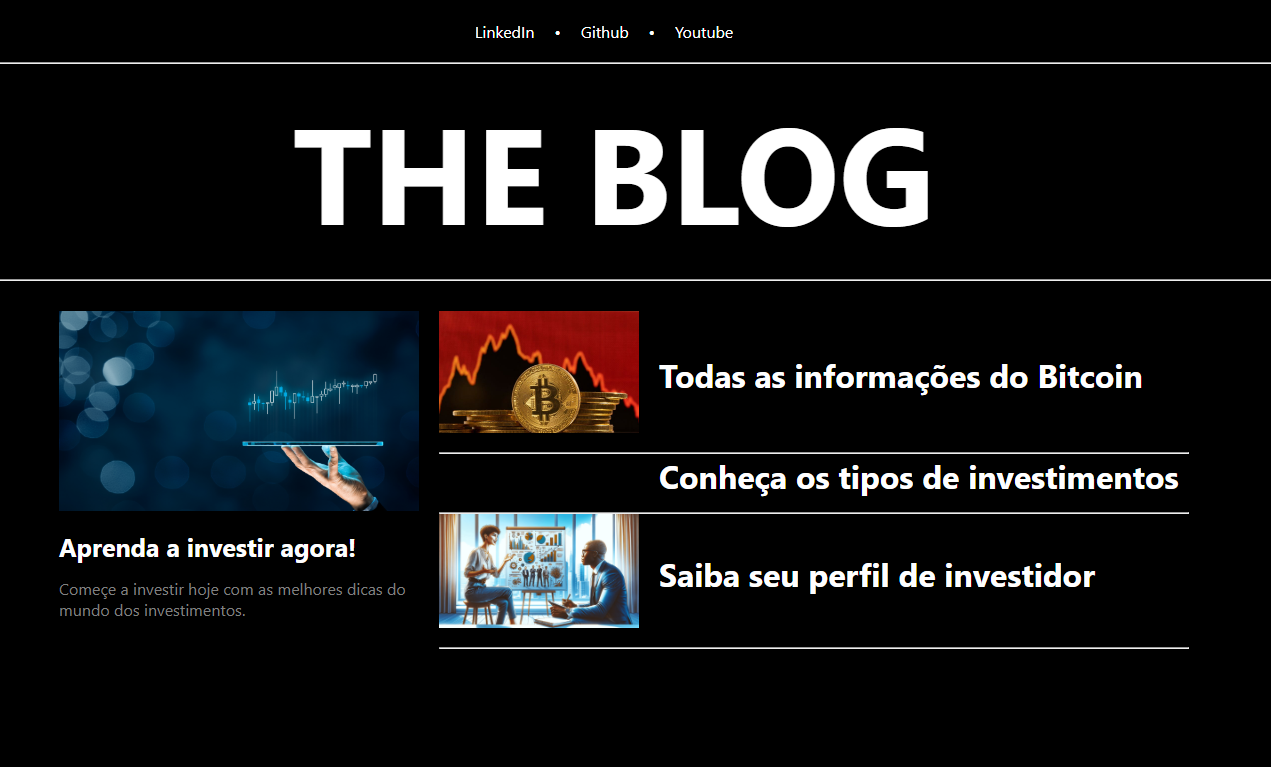 LinkedIn • Github • Youtube
THE BLOG
Aprenda a investir agora!
Começe a investir hoje com as melhores dicas do
mundo dos investimentos.
Todas as informações do Bitcoin
Conheça os tipos de investimentos
Saiba seu perfil de investidor